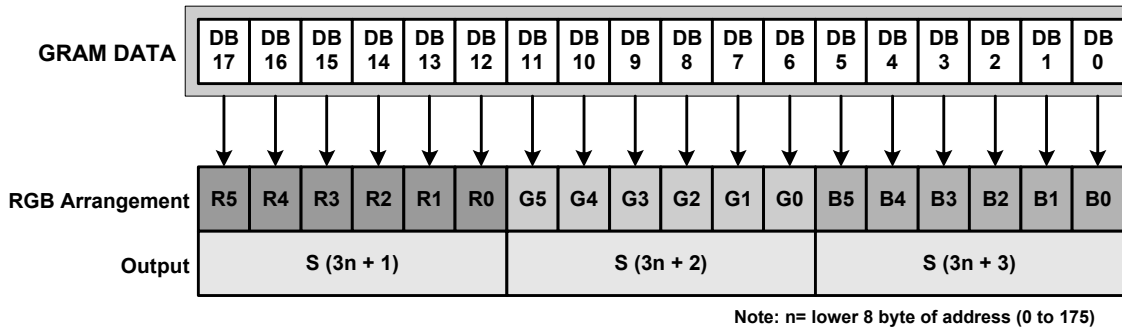 GRAM DATA DB 17 DB 16 DB 15 DB 14 DB 13 DB 12 DB 11 DB 10 DB 9 DB 8 DB 7 DB 6 DB 5 DB 4 DB 3 DB 2 DB 1 DB 0
RGB Arrangement R5 R4 R3 R2 R1 R0 G5 G4 G3 G2 G1 G0 B5 B4 B3 B2 B1 B0
Output S (3n + 1) S (3n + 2) S (3n + 3)
Note: n= lower 8 byte of address (0 to 175)